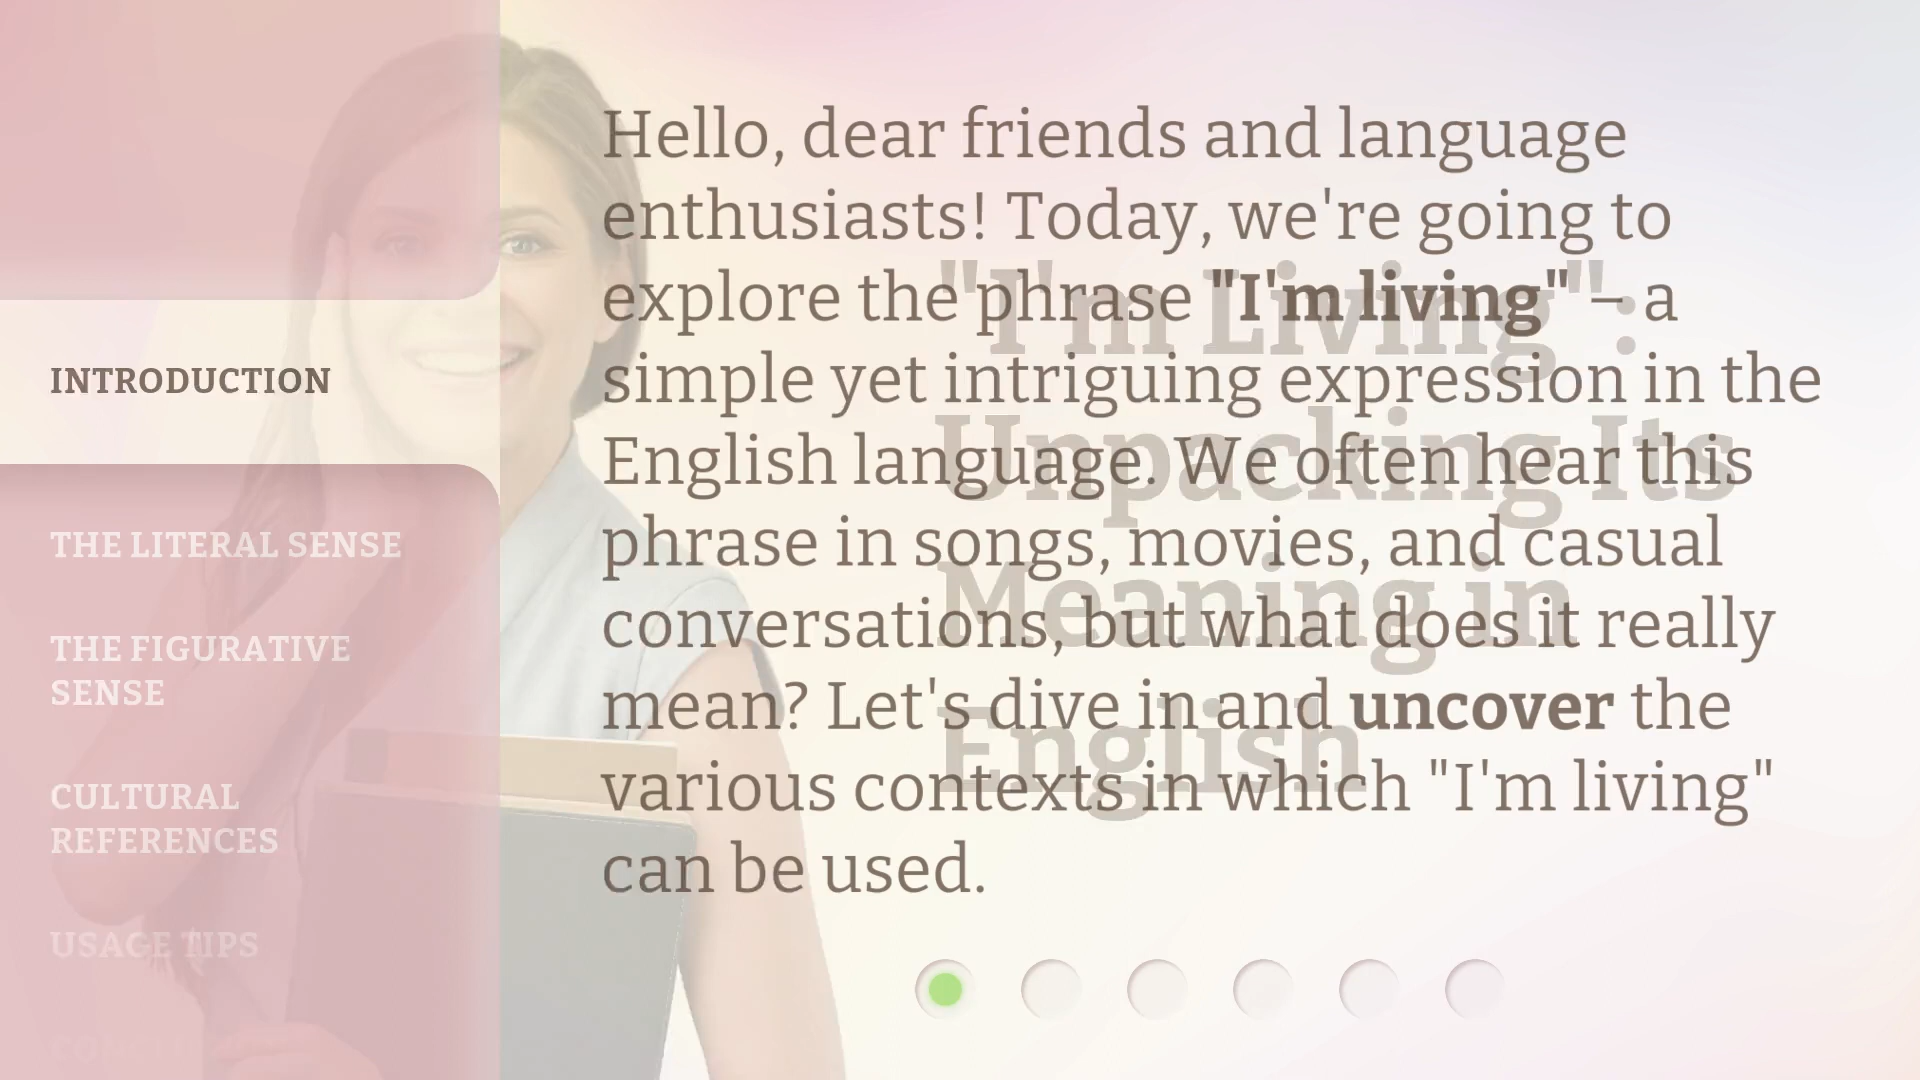 INTRODUCTION
THE LITERAL SENSE
THE FIGURATIVE
SENSE
CULTURAL
REFERENCES
USAGE TIPS
CONCLUSION
Hello, dear friends and language
enthusiasts! Today, we're going to
explore the phrase "I'm living" – a
simple yet intriguing expression in the
English language. We often hear this
phrase in songs, movies, and casual
conversations, but what does it really
mean? Let's dive in and uncover the
various contexts in which "I'm living"
can be used.
"I'm Living":
Unpacking Its
Meaning in
English